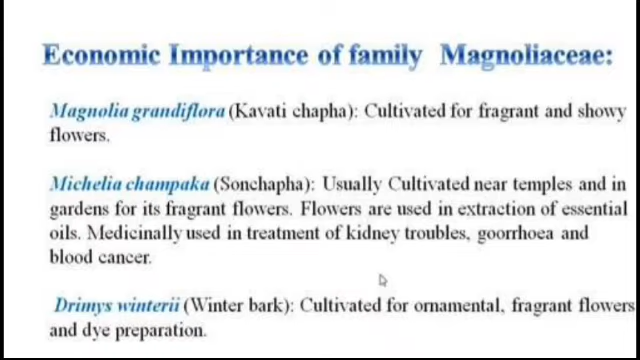 Economic Importance of family Magnoliaceae:
Magnolia grandiflora (Kavati chapha): Cultivated for fragrant and showy
flowers.
Michelia champaka (Sonchapha): Usually Cultivated near temples and in
gardens for its fragrant flowers. Flowers are used in extraction of essential
oils. Medicinally used in treatment of kidney troubles, goorrhoea and
blood cancer.
Drimys winterii (Winter bark): Cultivated for ornamental, fragrant flowers
and dye preparation.